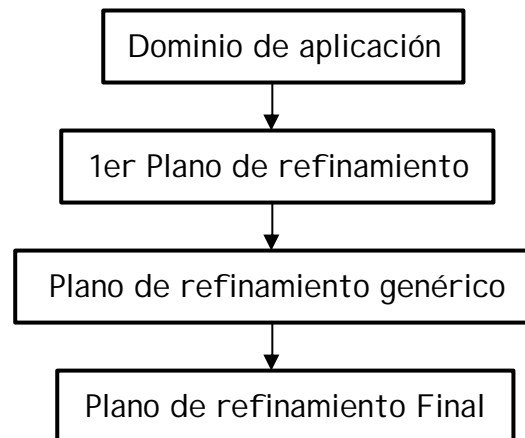 Dominio de aplicación
1er Plano de refinamiento
Plano de refinamiento genérico
Plano de refinamiento Final